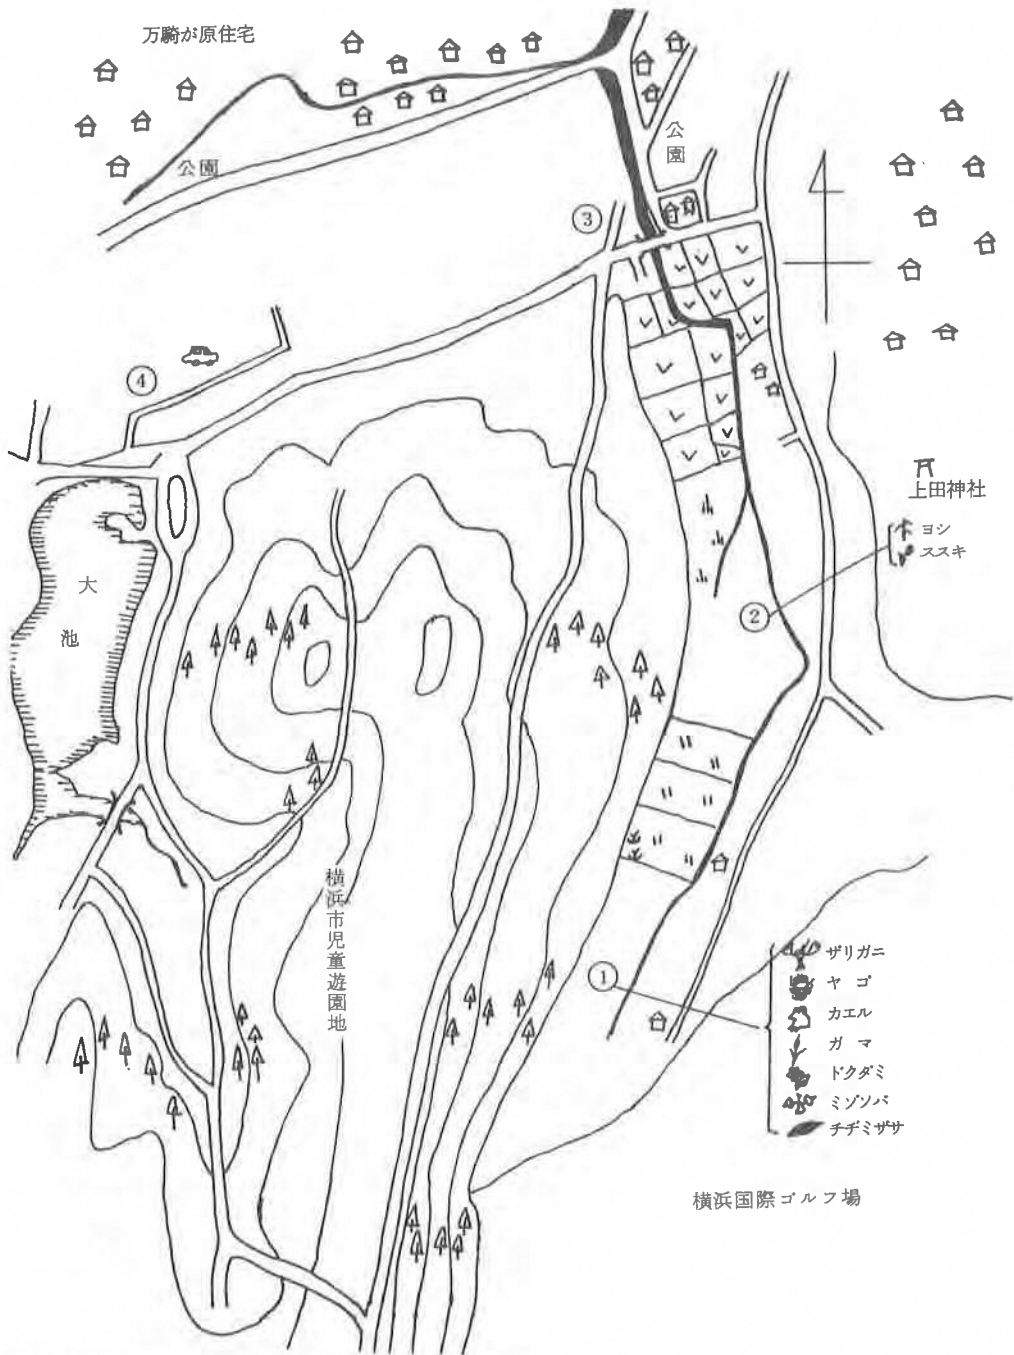 万騎が原住宅
公園
公園
③
④
上田神社
ヨシ
ススキ
大池
②
横浜市児童遊園地
①
ザリガニ
ヤゴ
カエル
ガマ
ドクダミ
ミゾソバ
チヂミザサ
横浜国際ゴルフ場